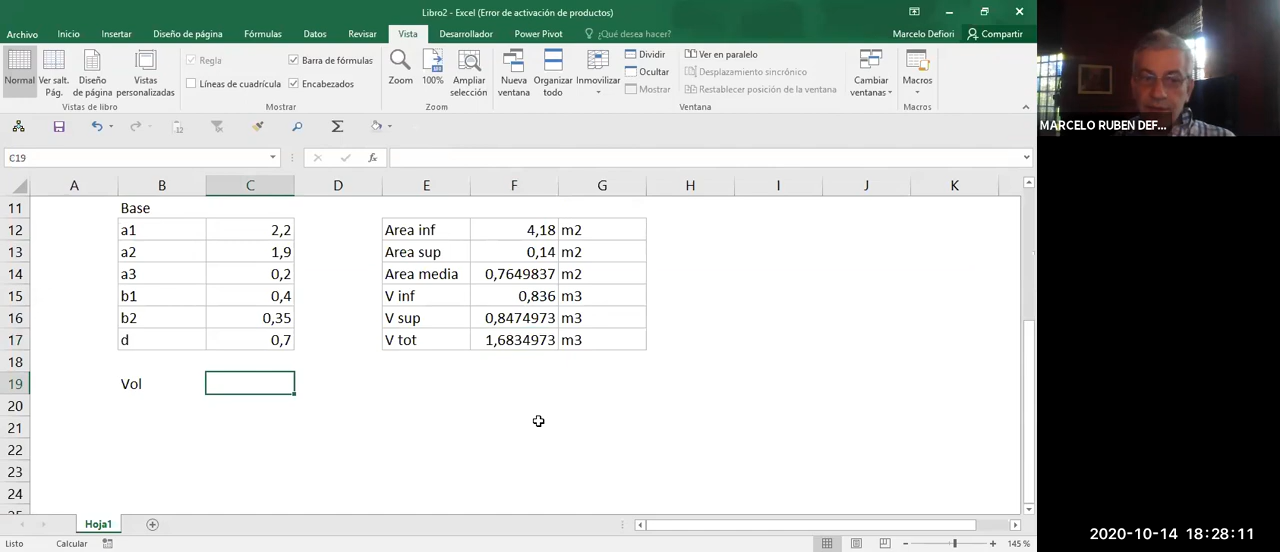 Libro2 - Excel (Error de activación de productos)
Archivo Inicio Insertar Diseño de página Fórmulas Datos Revisar Vista Desarrollador Power Pivot ¿Qué desea hacer? Marcelo Defiori Compartir
Normal Ver salt. Pág. Diseño de página Vistas personalizadas
Regla Barra de fórmulas
Líneas de cuadrícula Encabezados
Zoom 100% Ampliar selección
Nueva ventana Organizar todo Inmovilizar
Dividir
Ocultar
Mostrar
Ver en paralelo
Desplazamiento sincrónico
Restablecer posición de la ventana
Cambiar ventanas Macros
Vistas de libro Mostrar Zoom Ventana Macros
MARCELO RUBEN DEF...
C19 fx
A B C D E F G H I J K
11 Base
12 a1 2,2 Area inf 4,18 m2
13 a2 1,9 Area sup 0,14 m2
14 a3 0,2 Area media 0,7649837 m2
15 b1 0,4 V inf 0,836 m3
16 b2 0,35 V sup 0,8474973 m3
17 d 0,7 V tot 1,6834973 m3
18
19 Vol
20
21
22
23
24
25
Hoja1
Listo Calcular 145 %
2020-10-14 18:28:11